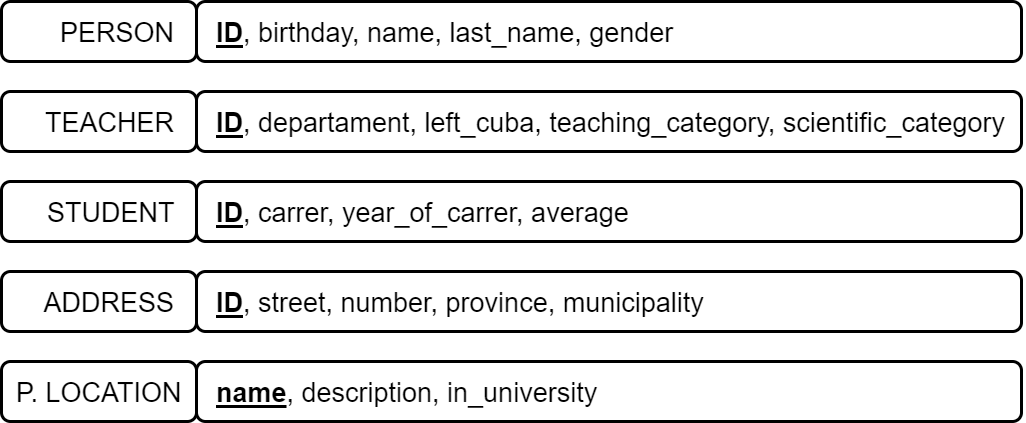 PERSON ID, birthday, name, last_name, gender
TEACHER ID, departament, left_cuba, teaching_category, scientific_category
STUDENT ID, carrer, year_of_carrer, average
ADDRESS ID, street, number, province, municipality
P. LOCATION name, description, in_university